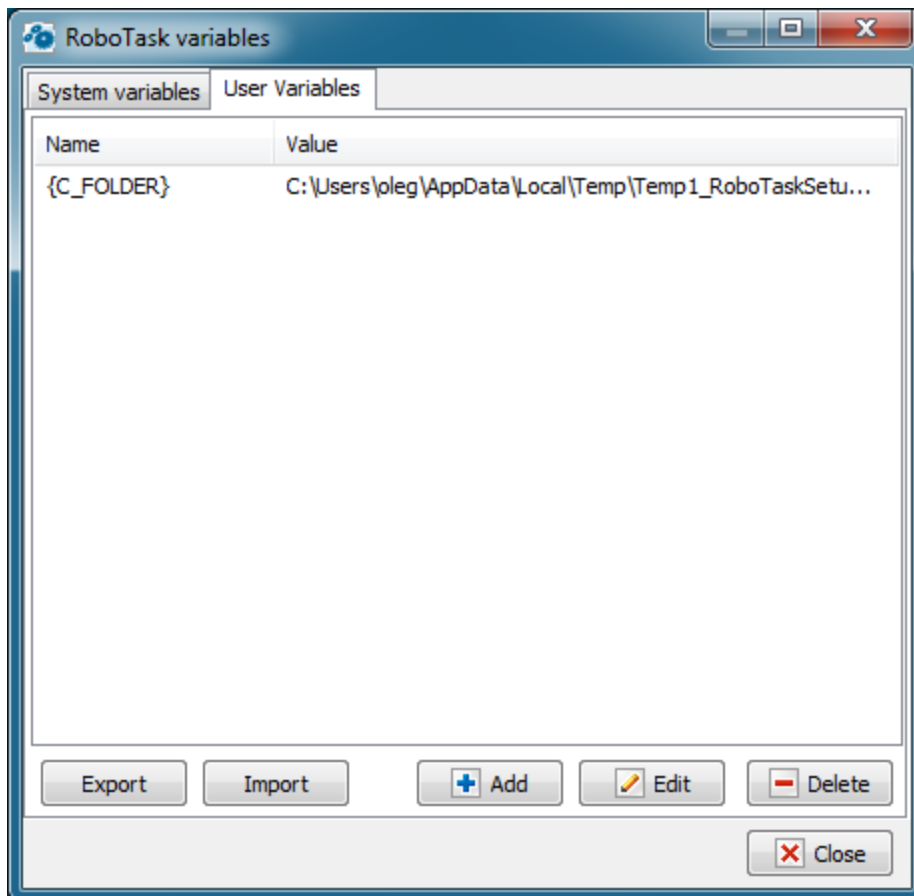 RoboTask variables
System variables User Variables
Name Value
{C_FOLDER} C:\Users\oleg\AppData\Local\Temp\Temp1_RoboTaskSetu...
Export Import Add Edit Delete
Close